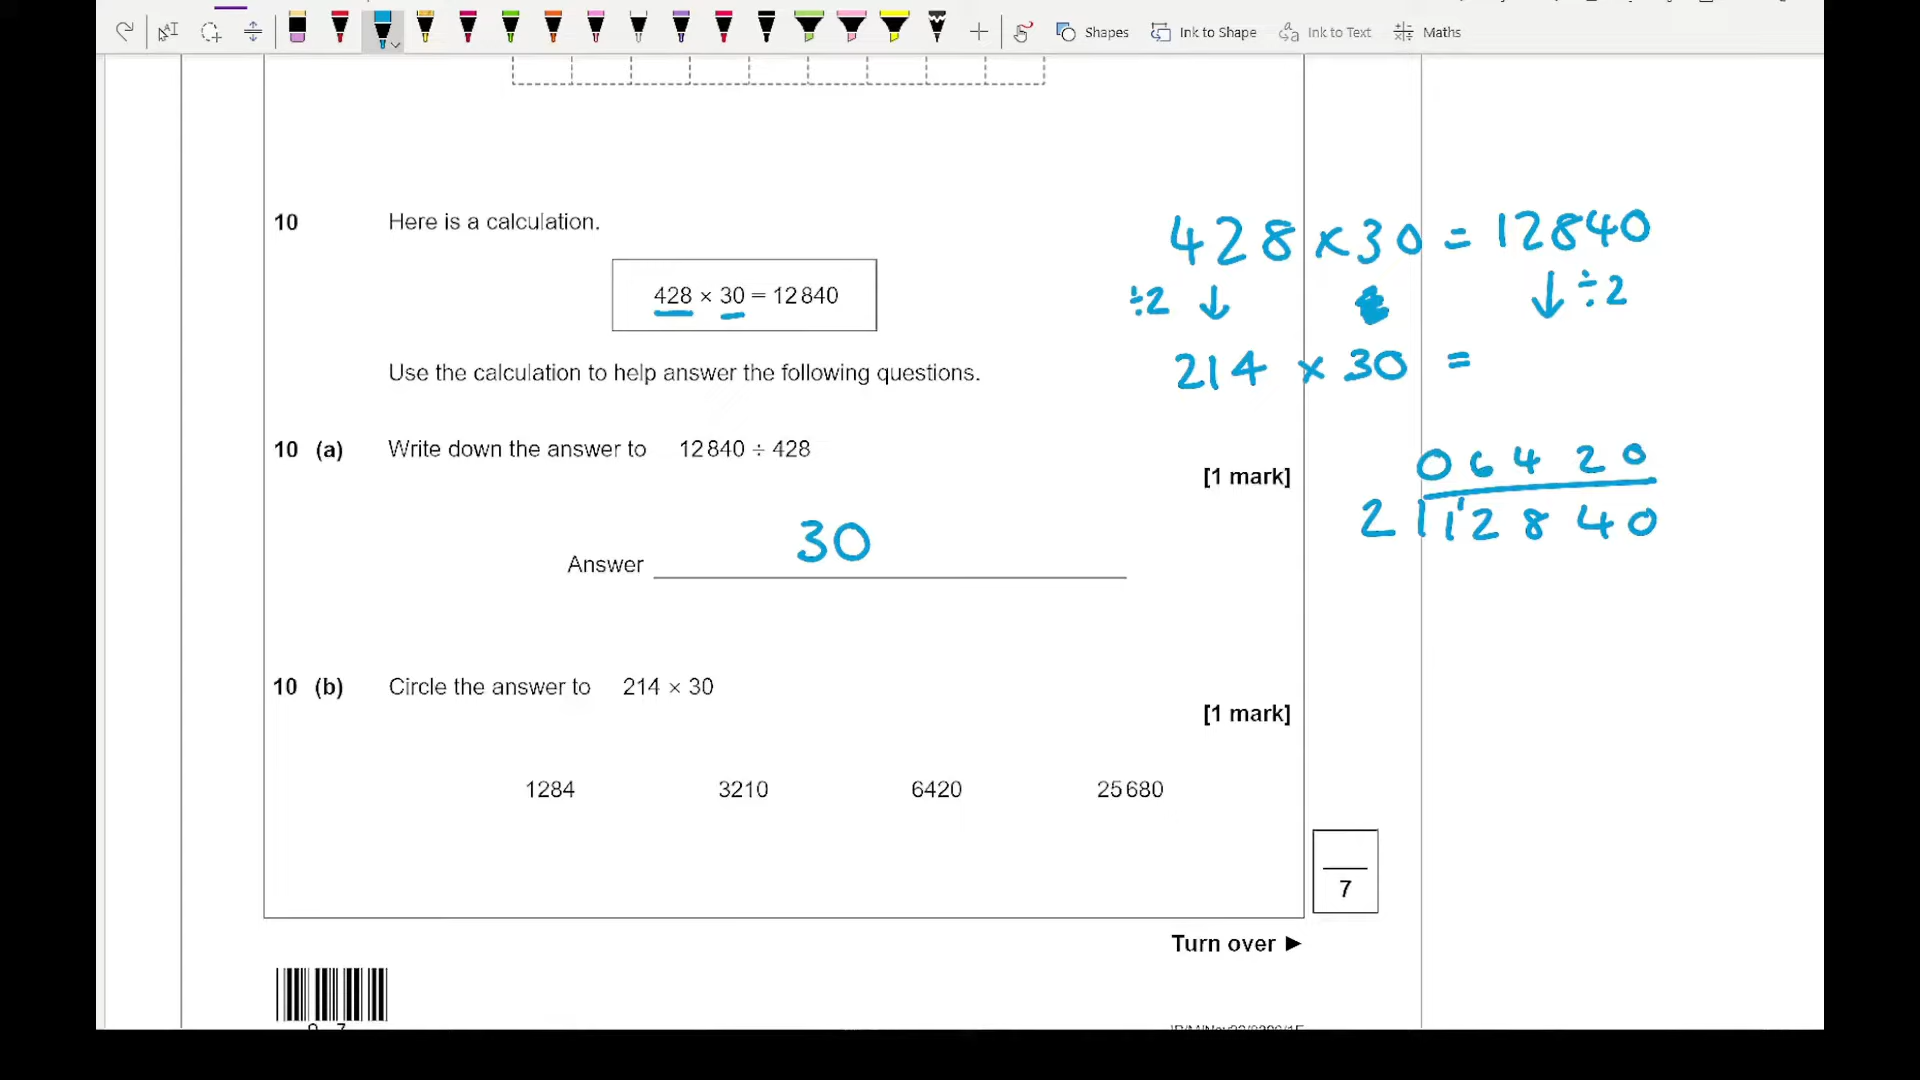 Shapes Ink to Shape Ink to Text Maths
10 Here is a calculation.
428 × 30 = 12 840
Use the calculation to help answer the following questions.
10 (a) Write down the answer to 12 840 ÷ 428
[1 mark]
30
Answer
10 (b) Circle the answer to 214 × 30
[1 mark]
1284 3210 6420 25 680
7
Turn over ►
428 × 30 = 12840
÷2 ↓ ↓ ÷2
214 × 30 =
0 6 4 2 0
2 1 ¹2 8 4 0